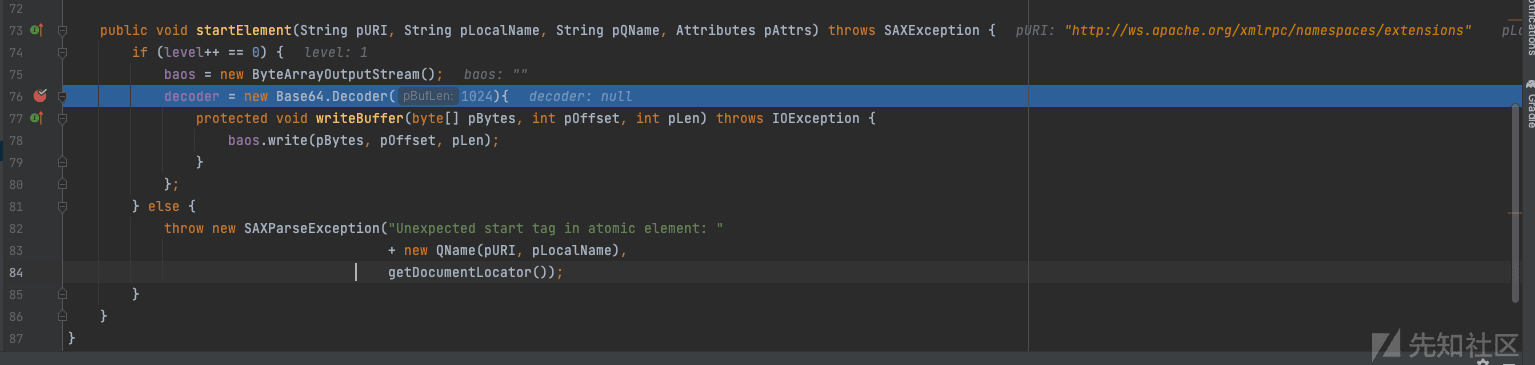 72
73 public void startElement(String pURI, String pLocalName, String pQName, Attributes pAttrs) throws SAXException { pURI: "http://ws.apache.org/xmlrpc/namespaces/extensions"
74 if (level++ == 0) { level: 1
75 baos = new ByteArrayOutputStream(); baos: ""
76 decoder = new Base64.Decoder( pBufLen: 1024){ decoder: null
77 protected void writeBuffer(byte[] pBytes, int pOffset, int pLen) throws IOException {
78 baos.write(pBytes, pOffset, pLen);
79 }
80 };
81 } else {
82 throw new SAXParseException("Unexpected start tag in atomic element: "
83 + new QName(pURI, pLocalName),
84 getDocumentLocator());
85 }
86 }
87 }
Gradle
先知社区